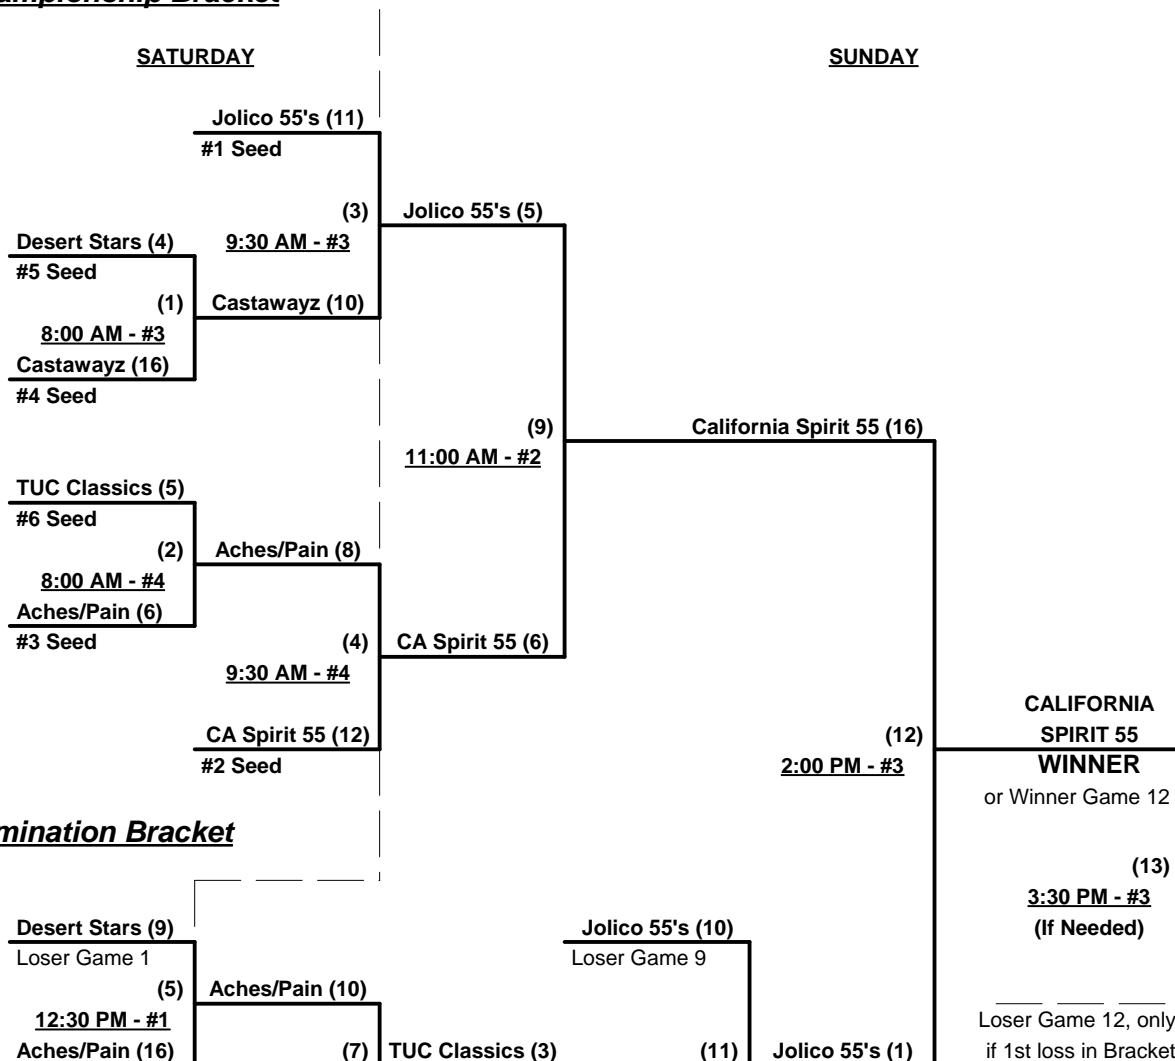 ampionship Bracket
SATURDAY
SUNDAY
Jolico 55's (11)
#1 Seed
(3)
Jolico 55's (5)
Desert Stars (4)
9:30 AM - #3
#5 Seed
(1)
Castawayz (10)
8:00 AM - #3
Castawayz (16)
#4 Seed
(9)
California Spirit 55 (16)
11:00 AM - #2
TUC Classics (5)
#6 Seed
(2)
Aches/Pain (8)
8:00 AM - #4
Aches/Pain (6)
#3 Seed
(4)
CA Spirit 55 (6)
9:30 AM - #4
CALIFORNIA
CA Spirit 55 (12)
(12)
SPIRIT 55
#2 Seed
2:00 PM - #3
WINNER
or Winner Game 12
mination Bracket
(13)
3:30 PM - #3
Desert Stars (9)
Jolico 55's (10)
(If Needed)
Loser Game 1
Loser Game 9
(5)
Aches/Pain (10)
12:30 PM - #1
Loser Game 12, only
Aches/Pain (16)
(7)
TUC Classics (3)
(11)
Jolico 55's (1)
if 1st loss in Bracket